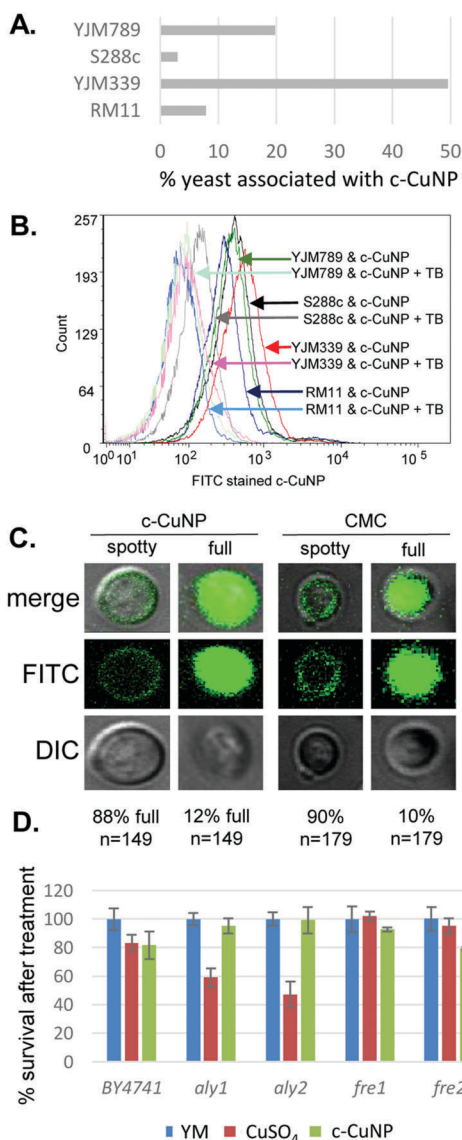 A.
YJM789
S288c
YJM339
RM11
0 10 20 30 40 50
% yeast associated with c-CuNP
B.
257
193
129
64
0
Count
YJM789 & c-CuNP
YJM789 & c-CuNP + TB
S288c & c-CuNP
S288c & c-CuNP + TB
YJM339 & c-CuNP
YJM339 & c-CuNP + TB
RM11 & c-CuNP
RM11 & c-CuNP + TB
10⁰ 10¹ 10² 10³ 10⁴ 10⁵
FITC stained c-CuNP
C.
c-CuNP CMC
spotty full spotty full
merge
FITC
DIC
88% full 12% full 90% 10%
n=149 n=149 n=179 n=179
D.
120
100
80
60
40
20
0
% survival after treatment
BY4741 aly1 aly2 fre1 fre2
YM CuSO₄ c-CuNP